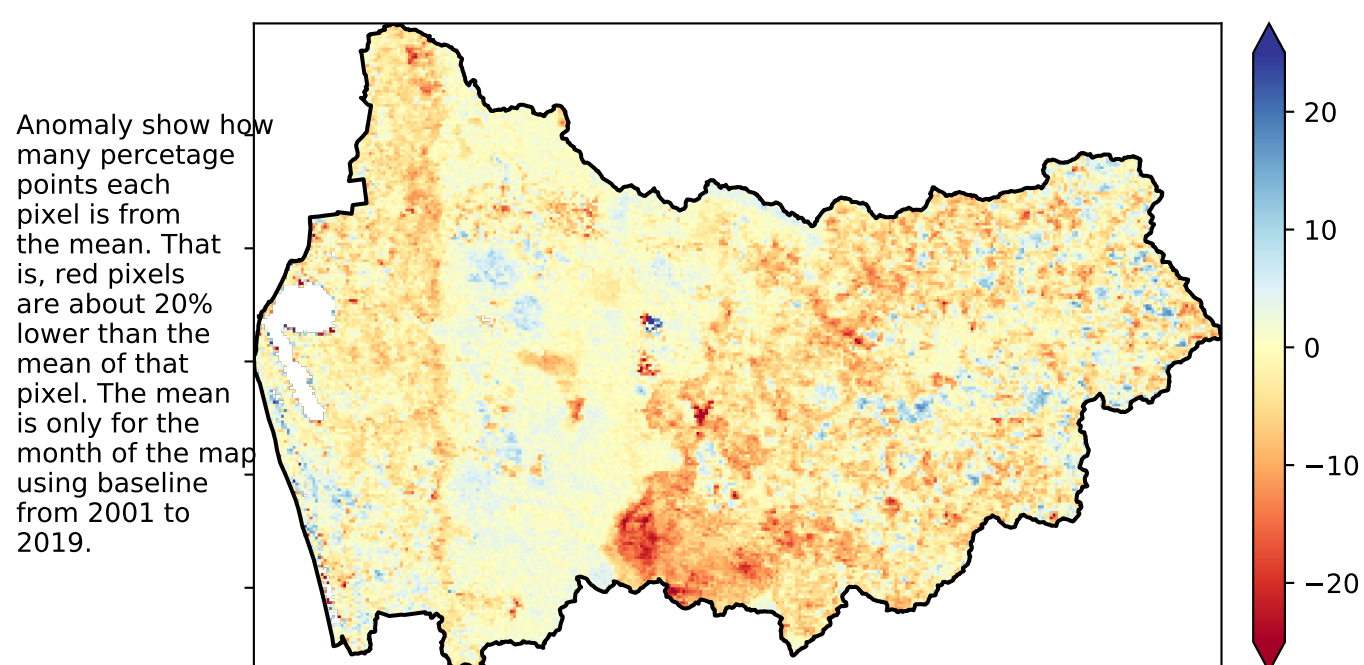 Anomaly show how
many percetage
points each
pixel is from
the mean. That
is, red pixels
are about 20%
lower than the
mean of that
pixel. The mean
is only for the
month of the map
using baseline
from 2001 to
2019.
20
10
0
−10
−20